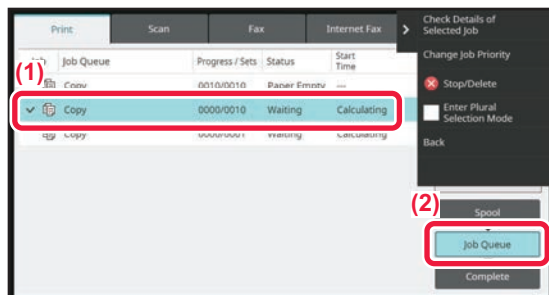 Print Scan Fax Internet Fax
Check Details of
Selected Job
Job Queue Progress / Sets Status Start
Time
Change Job Priority
(1)
Copy 0010/0010 Paper Empty ---
Stop/Delete
Copy 0000/0010 Waiting Calculating
Enter Plural
Selection Mode
Copy 0000/0001 Waiting Calculating
Back
(2)
Spool
Job Queue
Complete